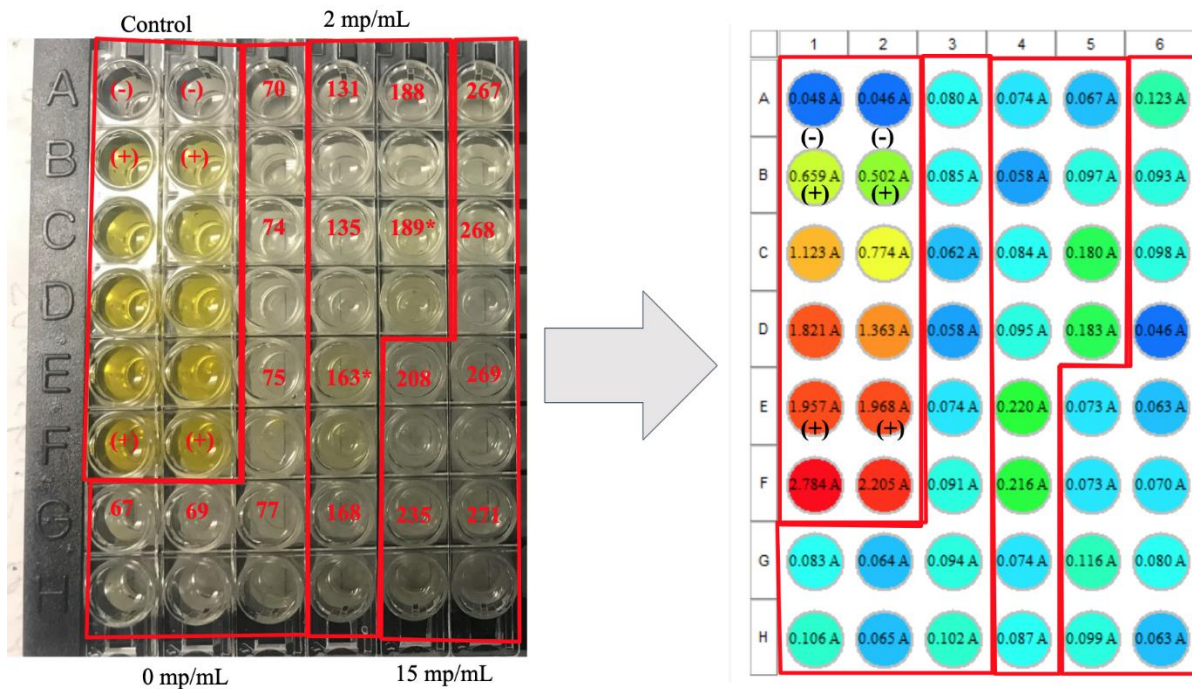 Control 2 mp/mL
A (-) (-) 70 131 188 267
B (+) (+)
C 74 135 189* 268
D
E 75 163* 208 269
F (+) (+)
G 67 69 77 168 235 271
H
0 mp/mL 15 mp/mL
1 2 3 4 5 6
A 0.048 A 0.046 A 0.080 A 0.074 A 0.067 A 0.123 A
(-) (-)
B 0.659 A 0.502 A 0.085 A 0.058 A 0.097 A 0.093 A
(+) (+)
C 1.123 A 0.774 A 0.062 A 0.084 A 0.180 A 0.098 A
D 1.821 A 1.363 A 0.058 A 0.095 A 0.183 A 0.046 A
E 1.957 A 1.968 A 0.074 A 0.220 A 0.073 A 0.063 A
(+) (+)
F 2.784 A 2.205 A 0.091 A 0.216 A 0.073 A 0.070 A
G 0.083 A 0.064 A 0.094 A 0.074 A 0.116 A 0.080 A
H 0.106 A 0.065 A 0.102 A 0.087 A 0.099 A 0.063 A